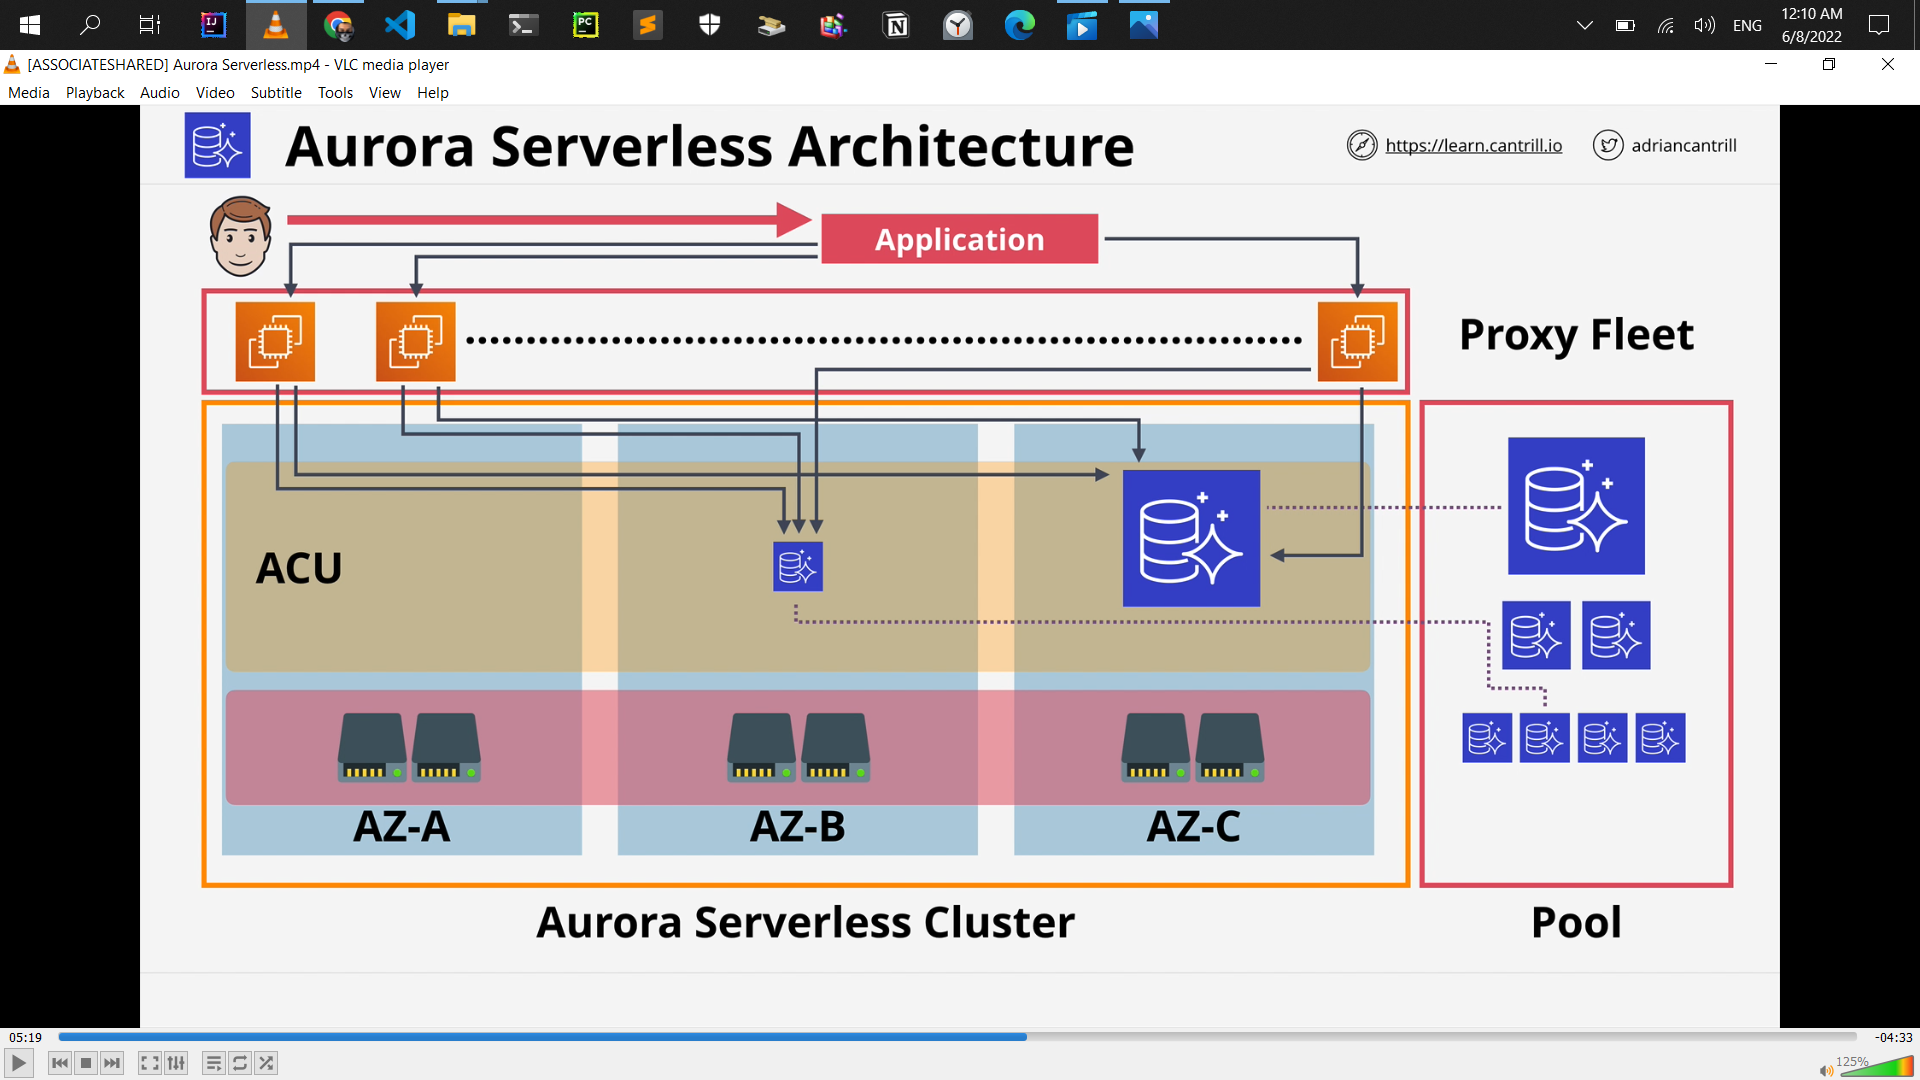 IJ
PC
N
ENG
12:10 AM
6/8/2022
[ASSOCIATESHARED] Aurora Serverless.mp4 - VLC media player
Media Playback Audio Video Subtitle Tools View Help
Aurora Serverless Architecture
https://learn.cantrill.io
adriancantrill
Application
Proxy Fleet
ACU
AZ-A
AZ-B
AZ-C
Aurora Serverless Cluster
Pool
05:19
-04:33
125%